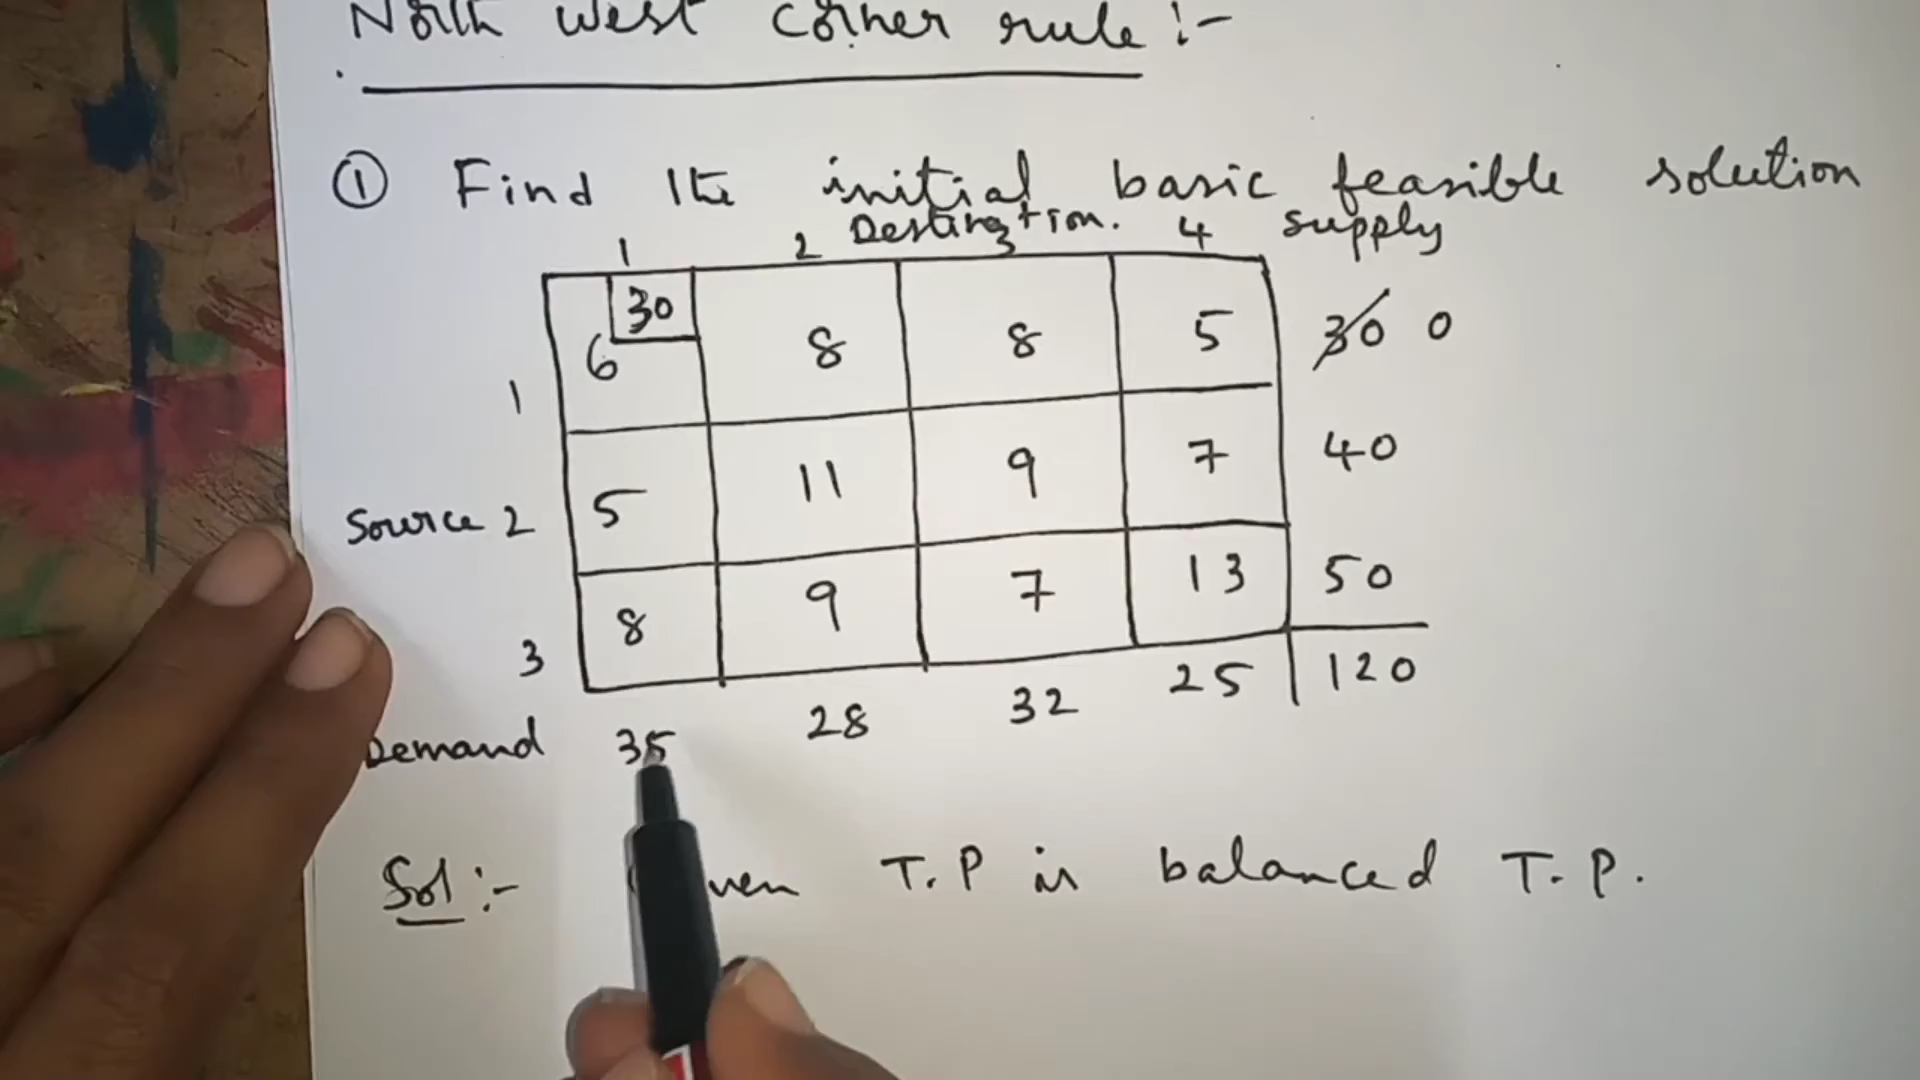 North west corner rule :-
① Find the initial basic feasible solution
Destination. supply
1 2 3 4
30
6 8 8 5 30 0
1
5 11 9 7 40
Source 2
8 9 7 13 50
3
Demand 35 28 32 25 120
Sol :- T.P is balanced T.P.